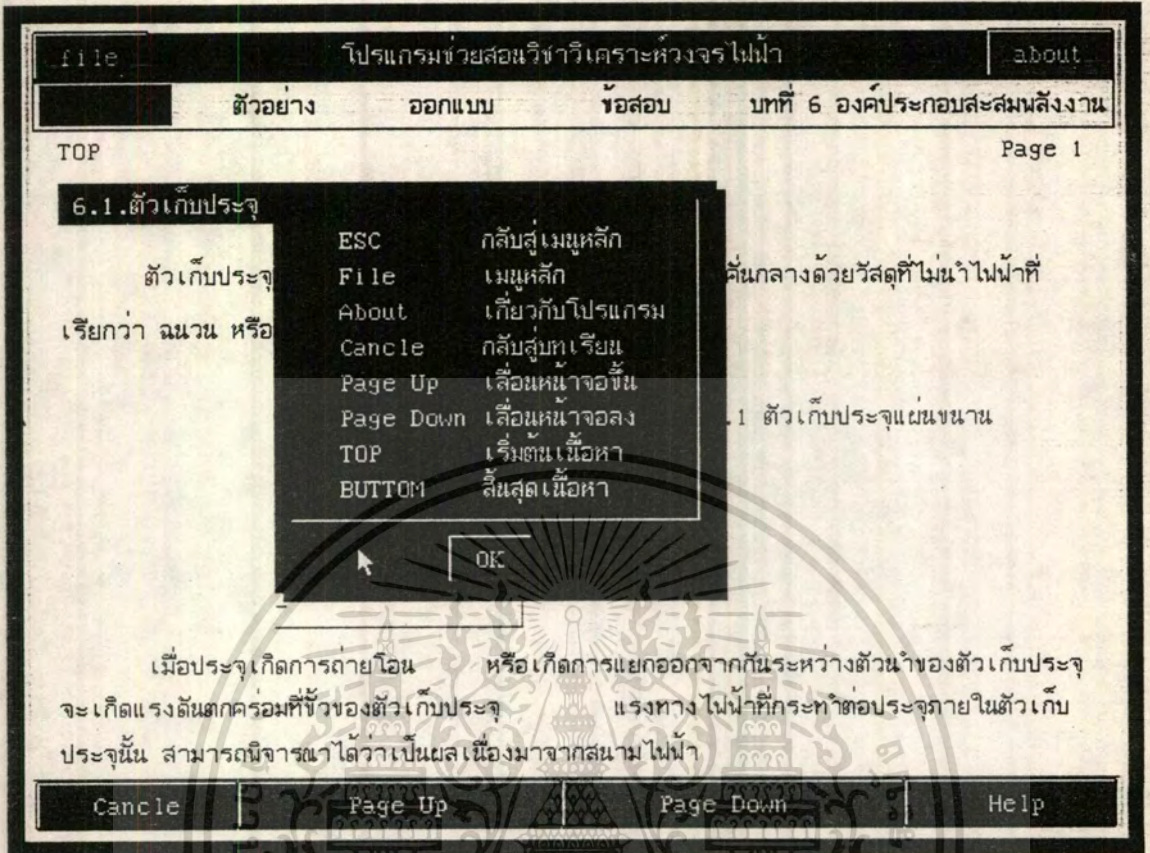 file โปรแกรมช่วยสอนวิชาวิเคราะห์วงจรไฟฟ้า about
ตัวอย่าง ออกแบบ ข้อสอบ บทที่ 6 องค์ประกอบสะสมพลังงาน
TOP Page 1
6.1.ตัวเก็บประจุ
ตัวเก็บประจุ คั่นกลางด้วยวัสดุที่ไม่นำไฟฟ้าที่
เรียกว่า ฉนวน หรือ
ESC กลับสู่เมนูหลัก
File เมนูหลัก
About เกี่ยวกับโปรแกรม
Cancle กลับสู่บทเรียน
Page Up เลื่อนหน้าจอขึ้น
Page Down เลื่อนหน้าจอลง
TOP เริ่มต้นเนื้อหา
BUTTOM สิ้นสุดเนื้อหา
.1 ตัวเก็บประจุแผ่นขนาน
OK
เมื่อประจุเกิดการถ่ายโอน หรือเกิดการแยกออกจากกันระหว่างตัวนำของตัวเก็บประจุ
จะเกิดแรงดันตกคร่อมที่ขั้วของตัวเก็บประจุ แรงทางไฟฟ้าที่กระทำต่อประจุภายในตัวเก็บ
ประจุนั้น สามารถพิจารณาได้ว่าเป็นผลเนื่องมาจากสนามไฟฟ้า
Cancle Page Up Page Down Help